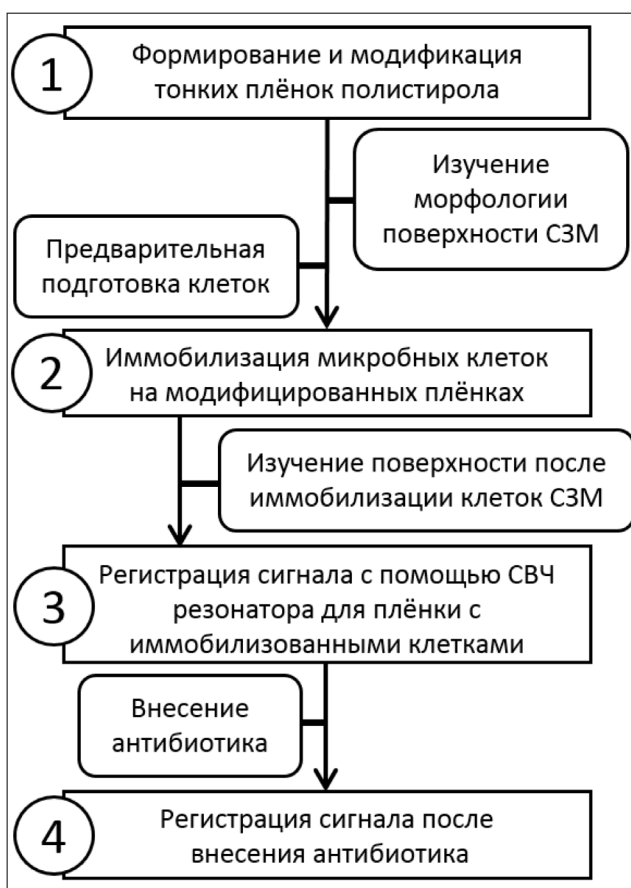 1
Формирование и модификация
тонких плёнок полистирола
Изучение
морфологии
поверхности СЗМ
Предварительная
подготовка клеток
2
Иммобилизация микробных клеток
на модифицированных плёнках
Изучение поверхности после
иммобилизации клеток СЗМ
3
Регистрация сигнала с помощью СВЧ
резонатора для плёнки с
иммобилизованными клетками
Внесение
антибиотика
4
Регистрация сигнала после
внесения антибиотика